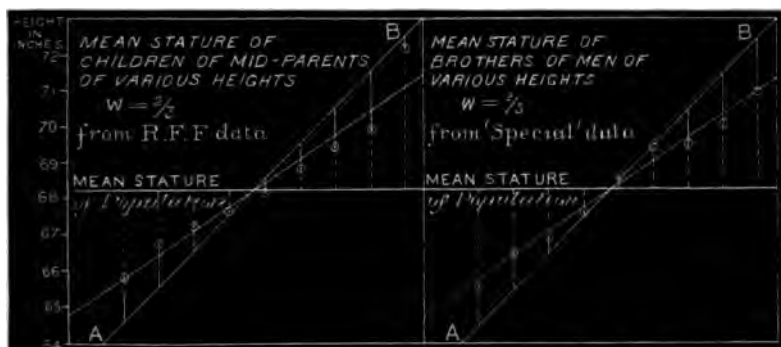 HEIGHT
IN
INCHES
72
71
70
69
68
67
66
65
64
MEAN STATURE OF
CHILDREN OF MID-PARENTS
OF VARIOUS HEIGHTS
W = 2/3
from R.F.F data
MEAN STATURE
of Population
A
B
MEAN STATURE OF
BROTHERS OF MEN OF
VARIOUS HEIGHTS
W = 2/3
from 'Special' data
MEAN STATURE
of Population
A
B